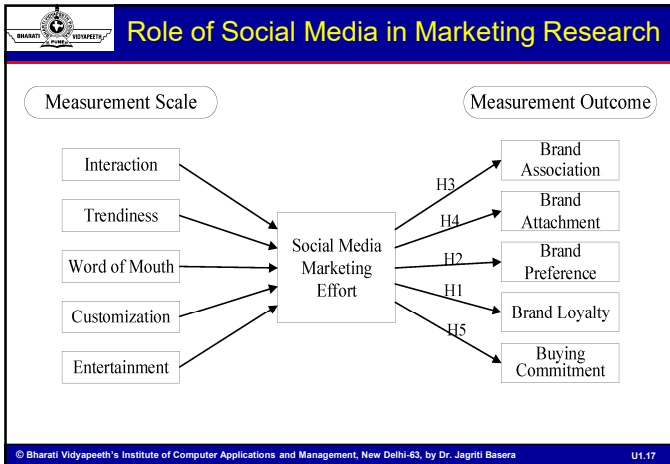 BHARATI VIDYAPEETH
PUNE
Role of Social Media in Marketing Research
Measurement Scale
Measurement Outcome
Interaction
Trendiness
Word of Mouth
Customization
Entertainment
Social Media
Marketing
Effort
H3
H4
H2
H1
H5
Brand
Association
Brand
Attachment
Brand
Preference
Brand Loyalty
Buying
Commitment
© Bharati Vidyapeeth's Institute of Computer Applications and Management, New Delhi-63, by Dr. Jagriti Basera
U1.17